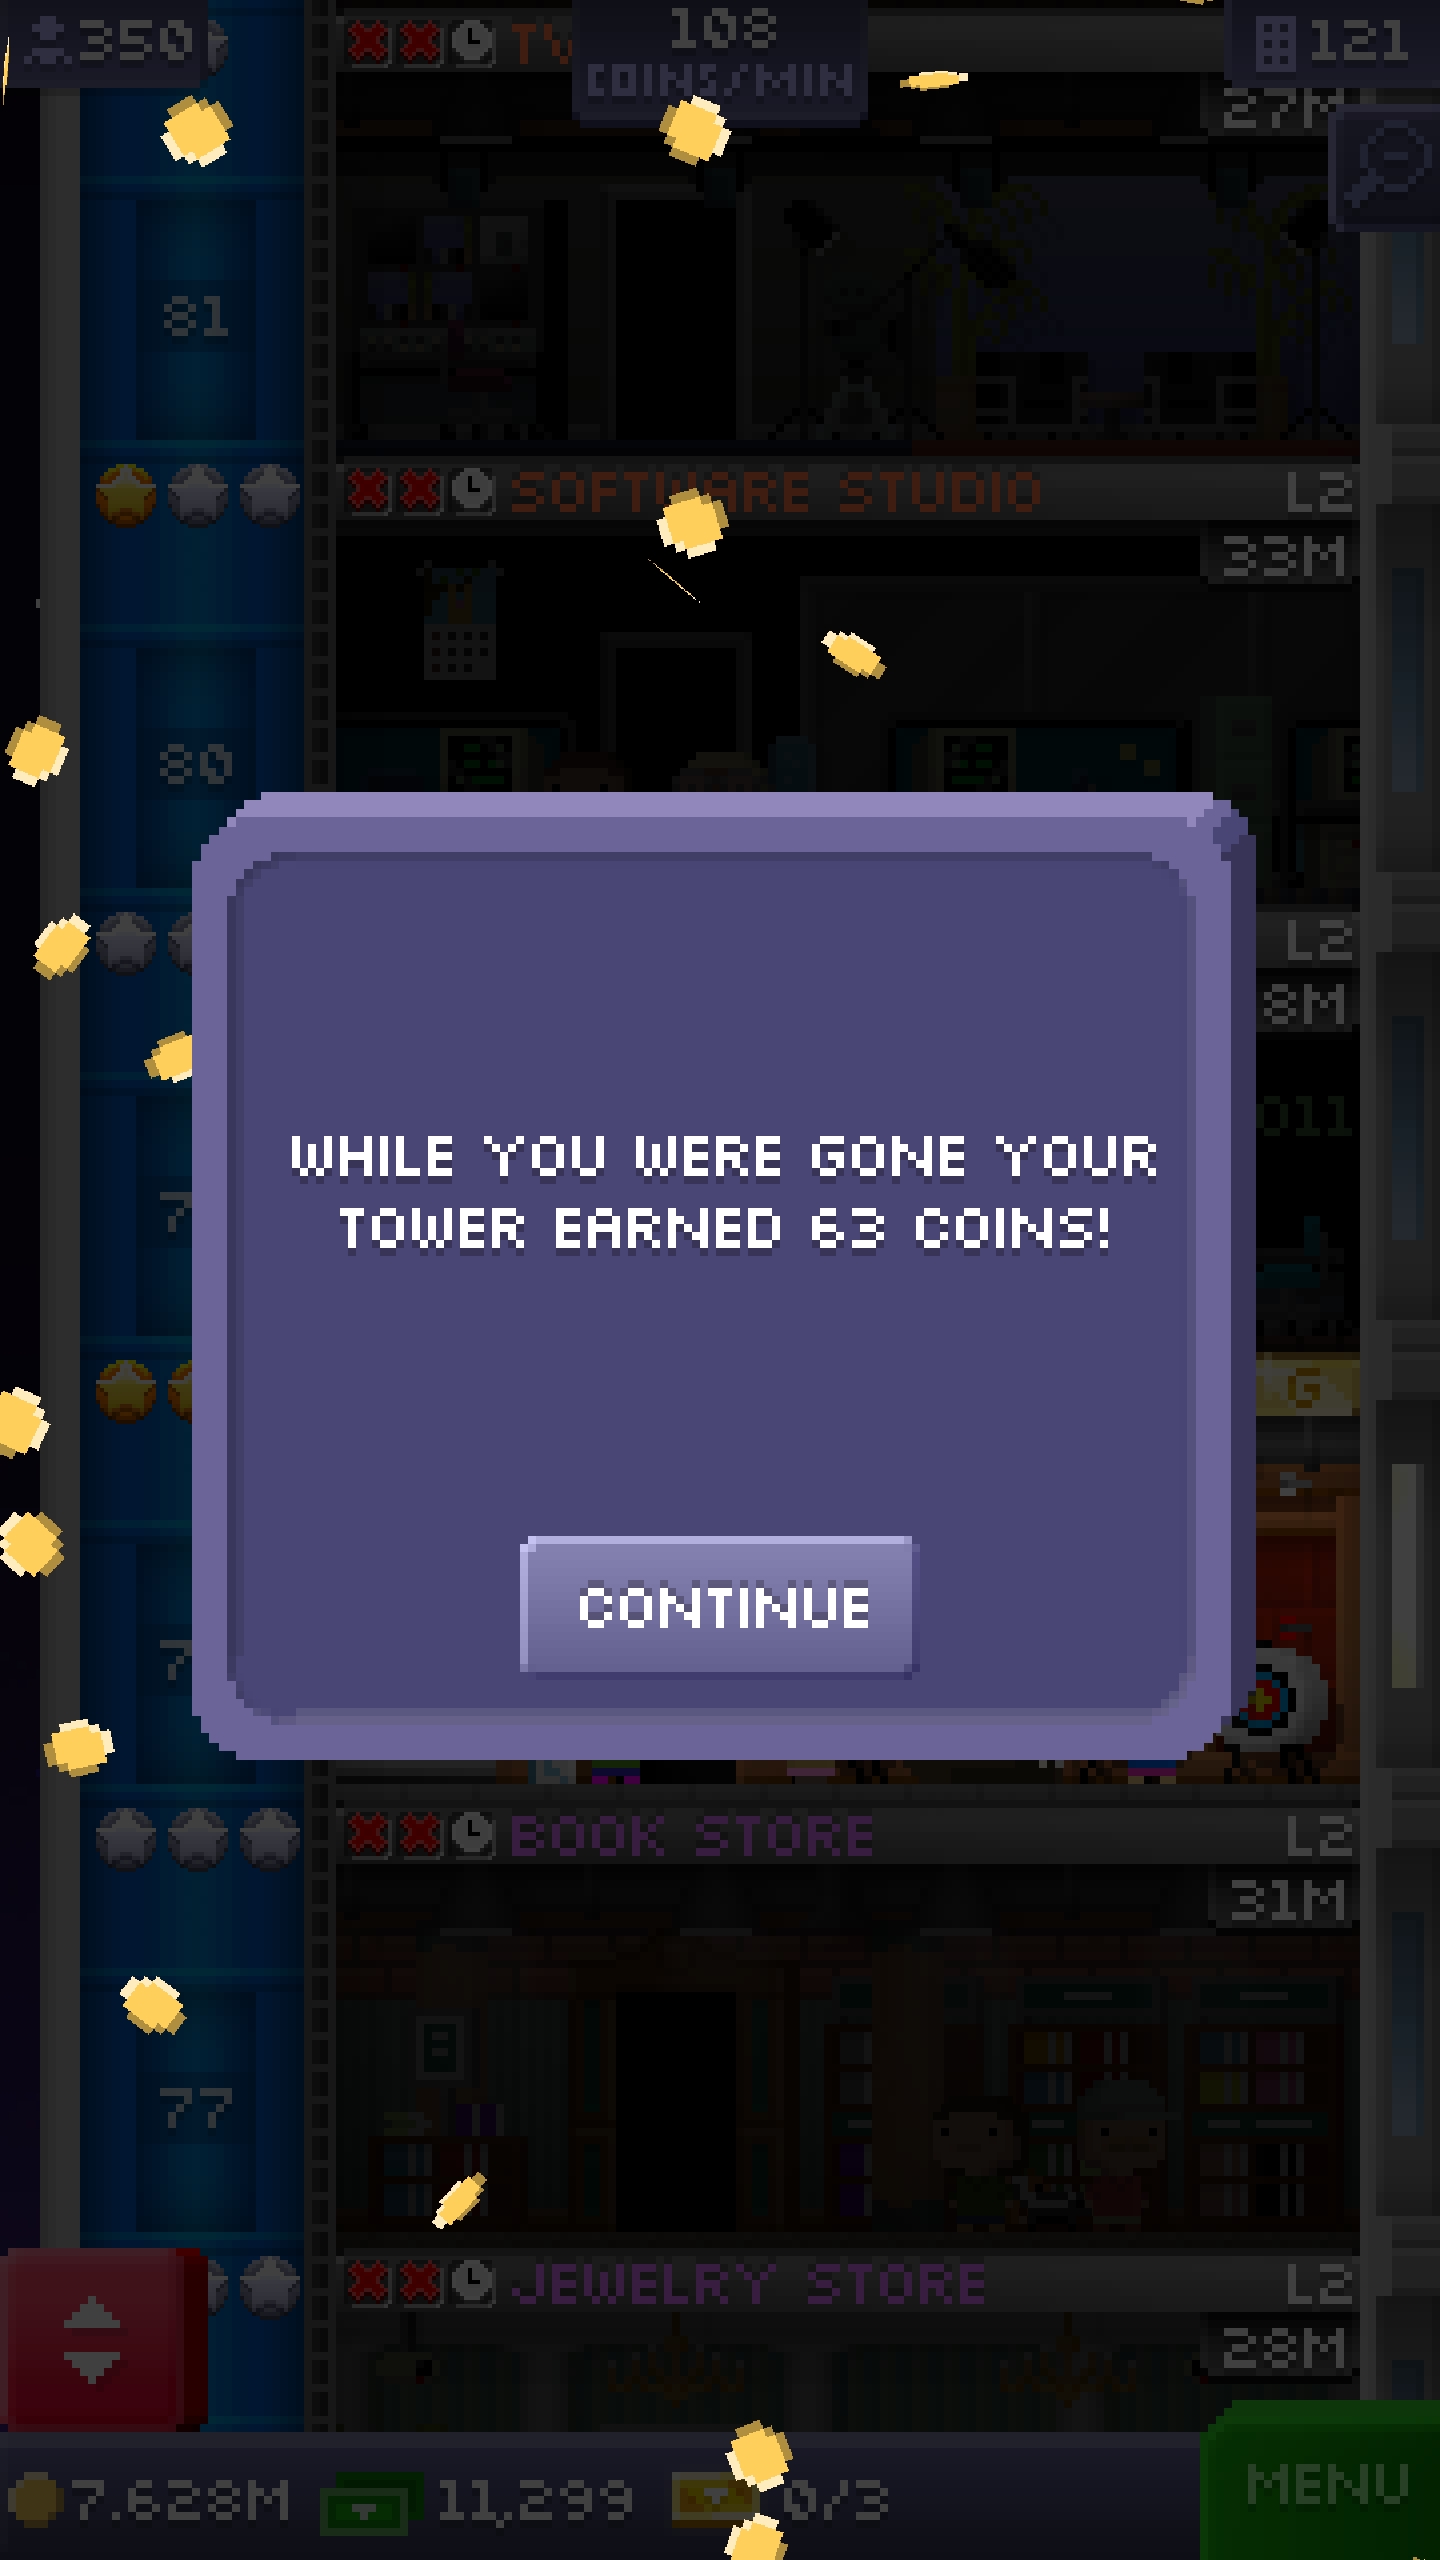 350
108
COINS/MIN
121
27M
81
SOFTWARE STUDIO
L2
33M
80
L2
8M
WHILE YOU WERE GONE YOUR
TOWER EARNED 63 COINS!
CONTINUE
G
BOOK STORE
L2
31M
77
JEWELRY STORE
L2
28M
7.628M
11,299
0/3
MENU